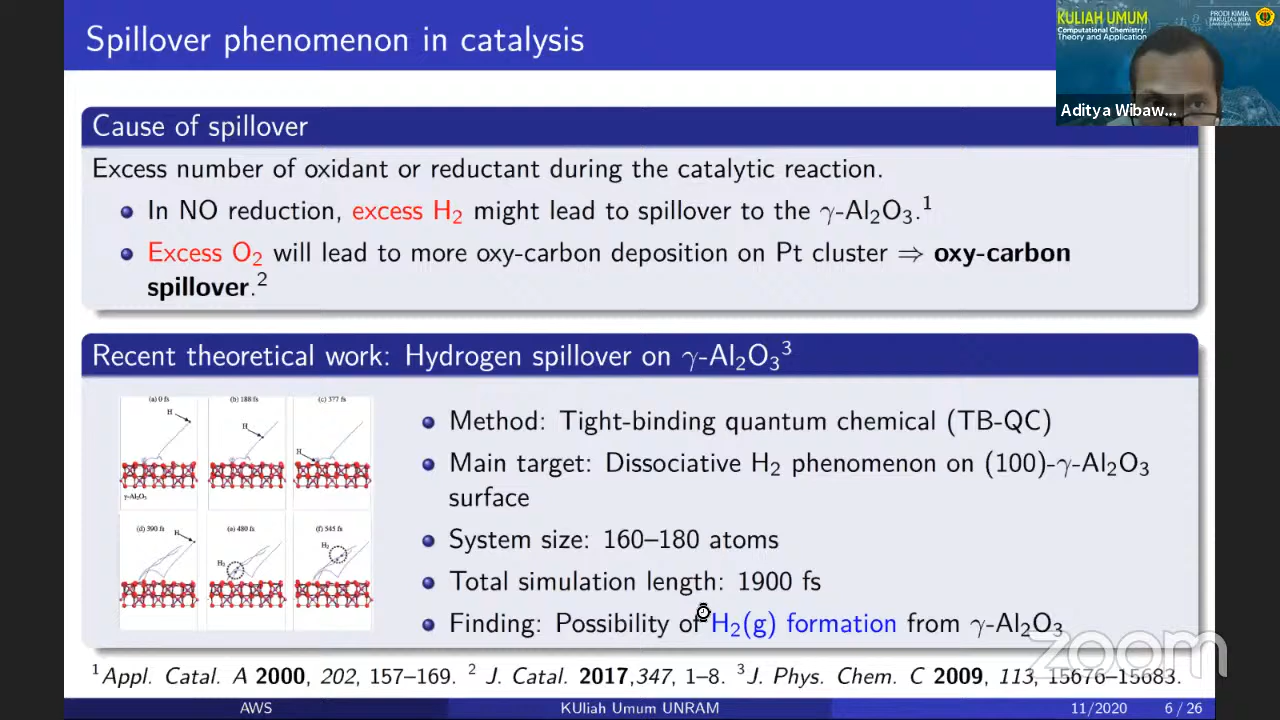 Spillover phenomenon in catalysis
KULIAH UMUM
Computational Chemistry:
Theory and Application
PRODI KIMIA
FAKULTAS MIPA
Aditya Wibaw...
Cause of spillover
Excess number of oxidant or reductant during the catalytic reaction.
In NO reduction, excess H₂ might lead to spillover to the γ-Al₂O₃.¹
Excess O₂ will lead to more oxy-carbon deposition on Pt cluster ⇒ oxy-carbon
spillover.²
Recent theoretical work: Hydrogen spillover on γ-Al₂O₃³
(a) 0 fs (b) 188 fs (c) 377 fs
H
H
H
γ-Al₂O₃
(d) 390 fs (e) 480 fs (f) 545 fs
H
H₂
H₂
Method: Tight-binding quantum chemical (TB-QC)
Main target: Dissociative H₂ phenomenon on (100)-γ-Al₂O₃
surface
System size: 160–180 atoms
Total simulation length: 1900 fs
Finding: Possibility of H₂(g) formation from γ-Al₂O₃
zoom
¹Appl. Catal. A 2000, 202, 157–169. ² J. Catal. 2017,347, 1–8. ³J. Phys. Chem. C 2009, 113, 15676–15683.
AWS KUliah Umum UNRAM 11/2020 6 / 26